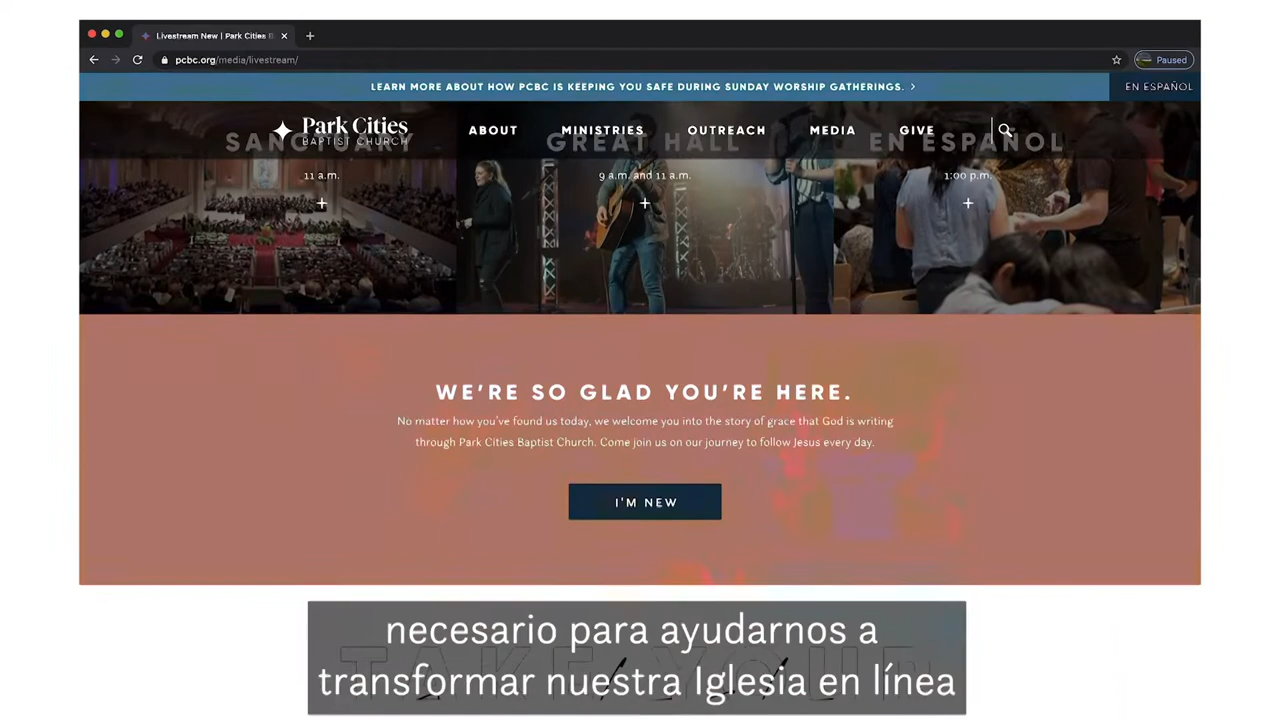 Livestream New | Park Cities B
pcbc.org/media/livestream/
Paused
LEARN MORE ABOUT HOW PCBC IS KEEPING YOU SAFE DURING SUNDAY WORSHIP GATHERINGS. >
EN ESPAÑOL
Park Cities
BAPTIST CHURCH
ABOUT MINISTRIES OUTREACH MEDIA GIVE
SANCTUARY GREAT HALL EN ESPAÑOL
11 a.m. 9 a.m. and 11 a.m. 1:00 p.m.
+ + +
WE'RE SO GLAD YOU'RE HERE.
No matter how you've found us today, we welcome you into the story of grace that God is writing
through Park Cities Baptist Church. Come join us on our journey to follow Jesus every day.
I'M NEW
necesario para ayudarnos a
transformar nuestra Iglesia en línea
TAKE YOUR